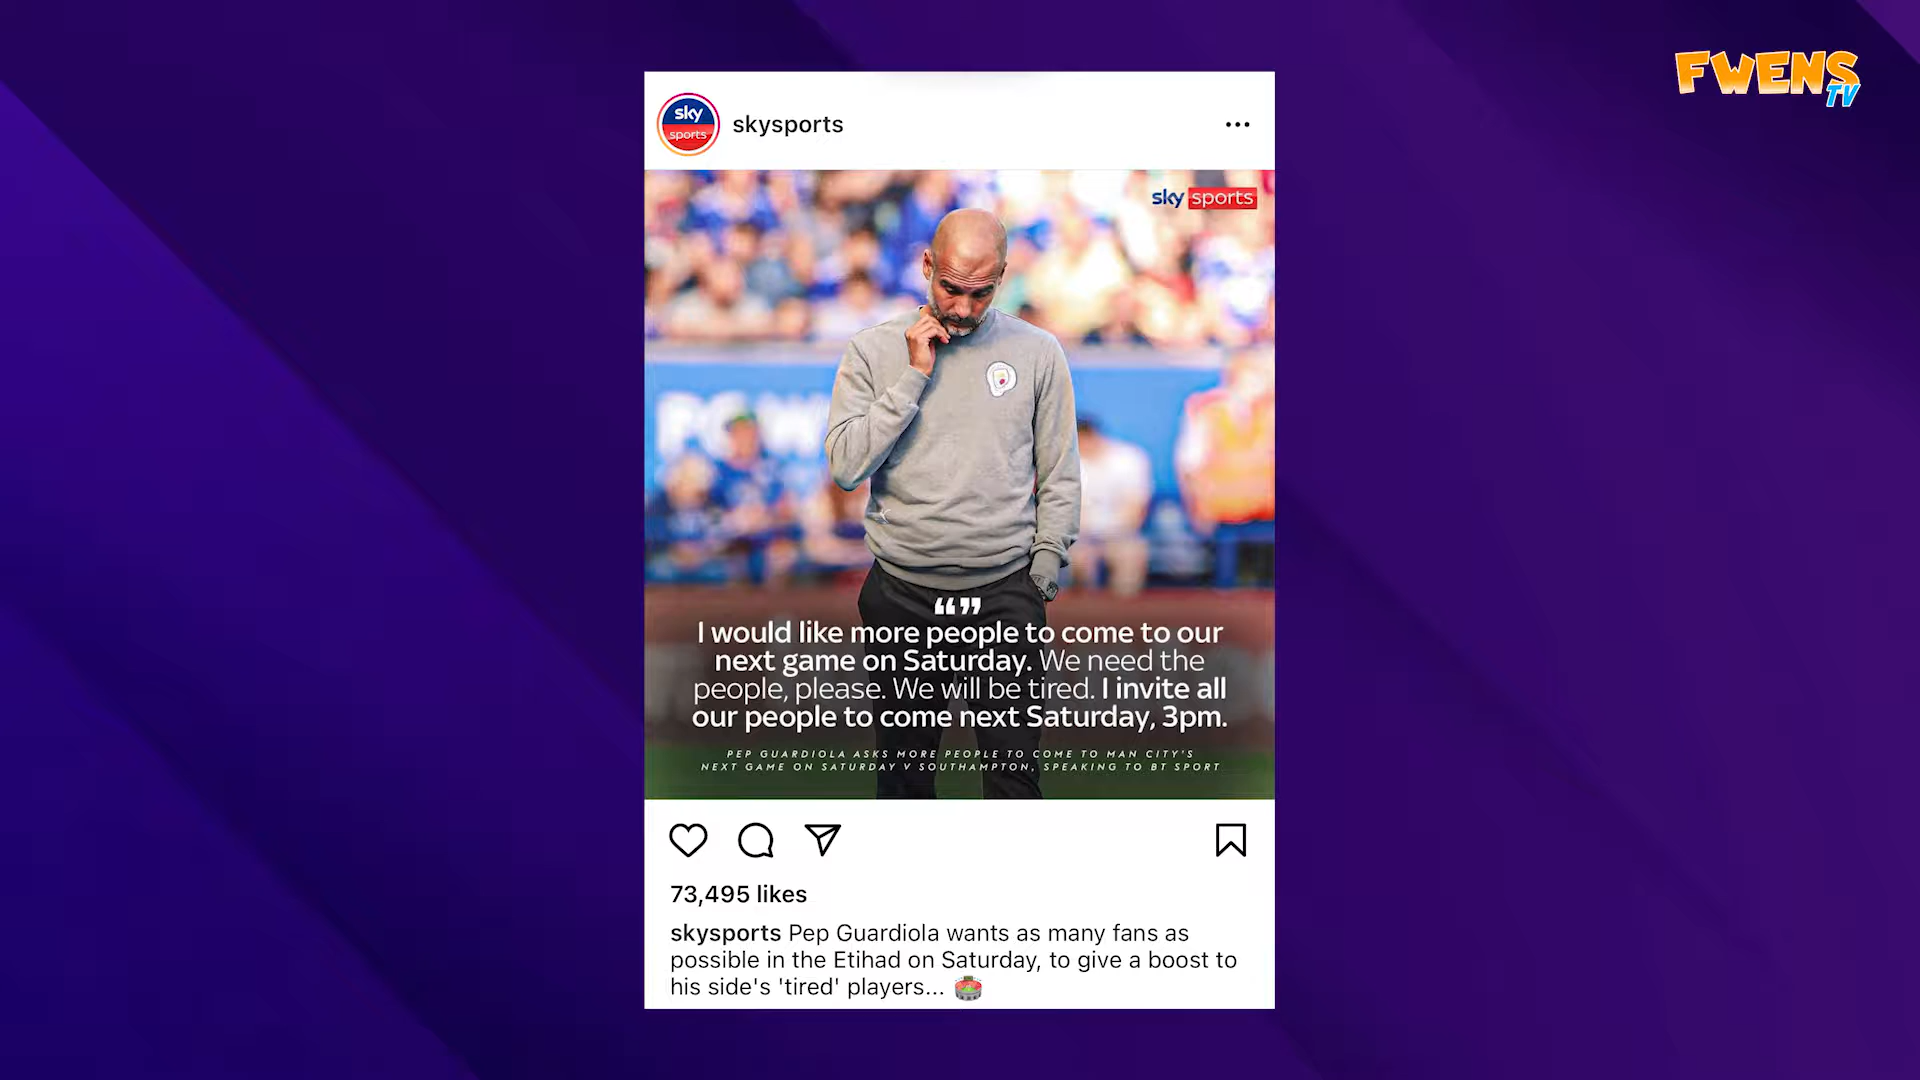 FWENS
TV
sky
sports
skysports
sky sports
I would like more people to come to our
next game on Saturday. We need the
people, please. We will be tired. I invite all
our people to come next Saturday, 3pm.
PEP GUARDIOLA ASKS MORE PEOPLE TO COME TO MAN CITY'S
NEXT GAME ON SATURDAY V SOUTHAMPTON, SPEAKING TO BT SPORT
73,495 likes
skysports Pep Guardiola wants as many fans as
possible in the Etihad on Saturday, to give a boost to
his side's 'tired' players...